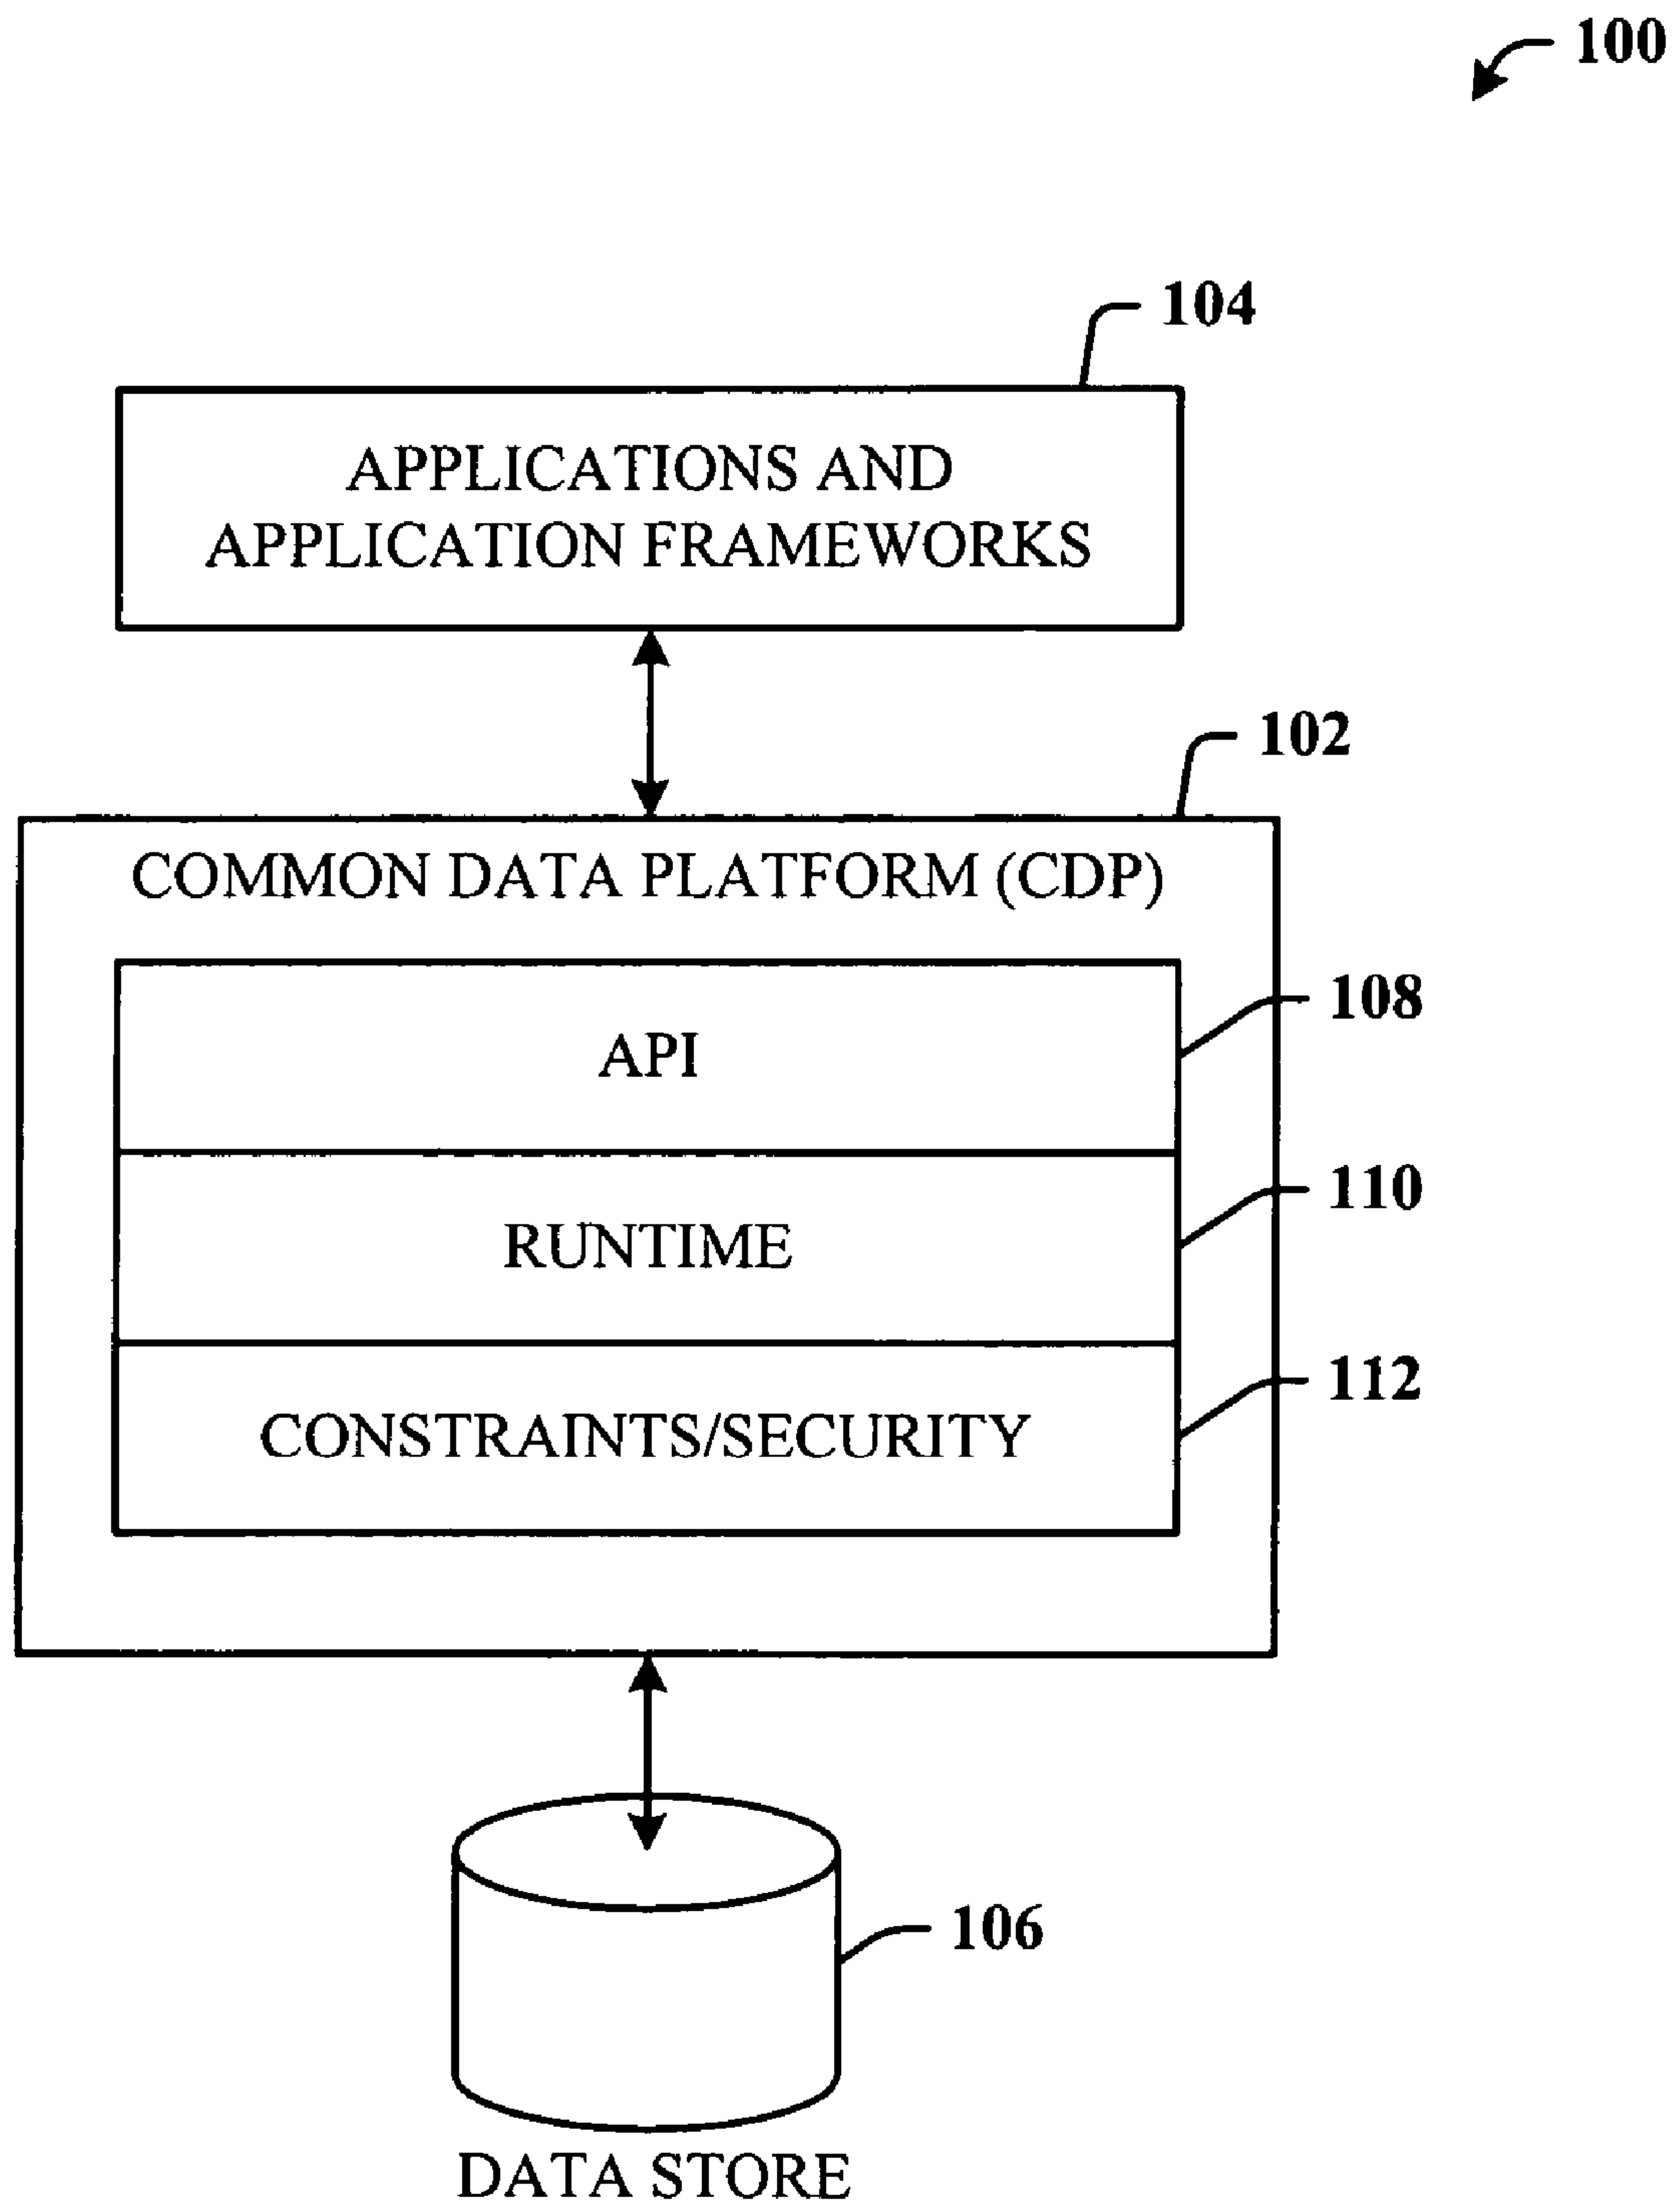 100
104
APPLICATIONS AND
APPLICATION FRAMEWORKS
102
COMMON DATA PLATFORM (CDP)
108
API
110
RUNTIME
112
CONSTRAINTS/SECURITY
106
DATA STORE